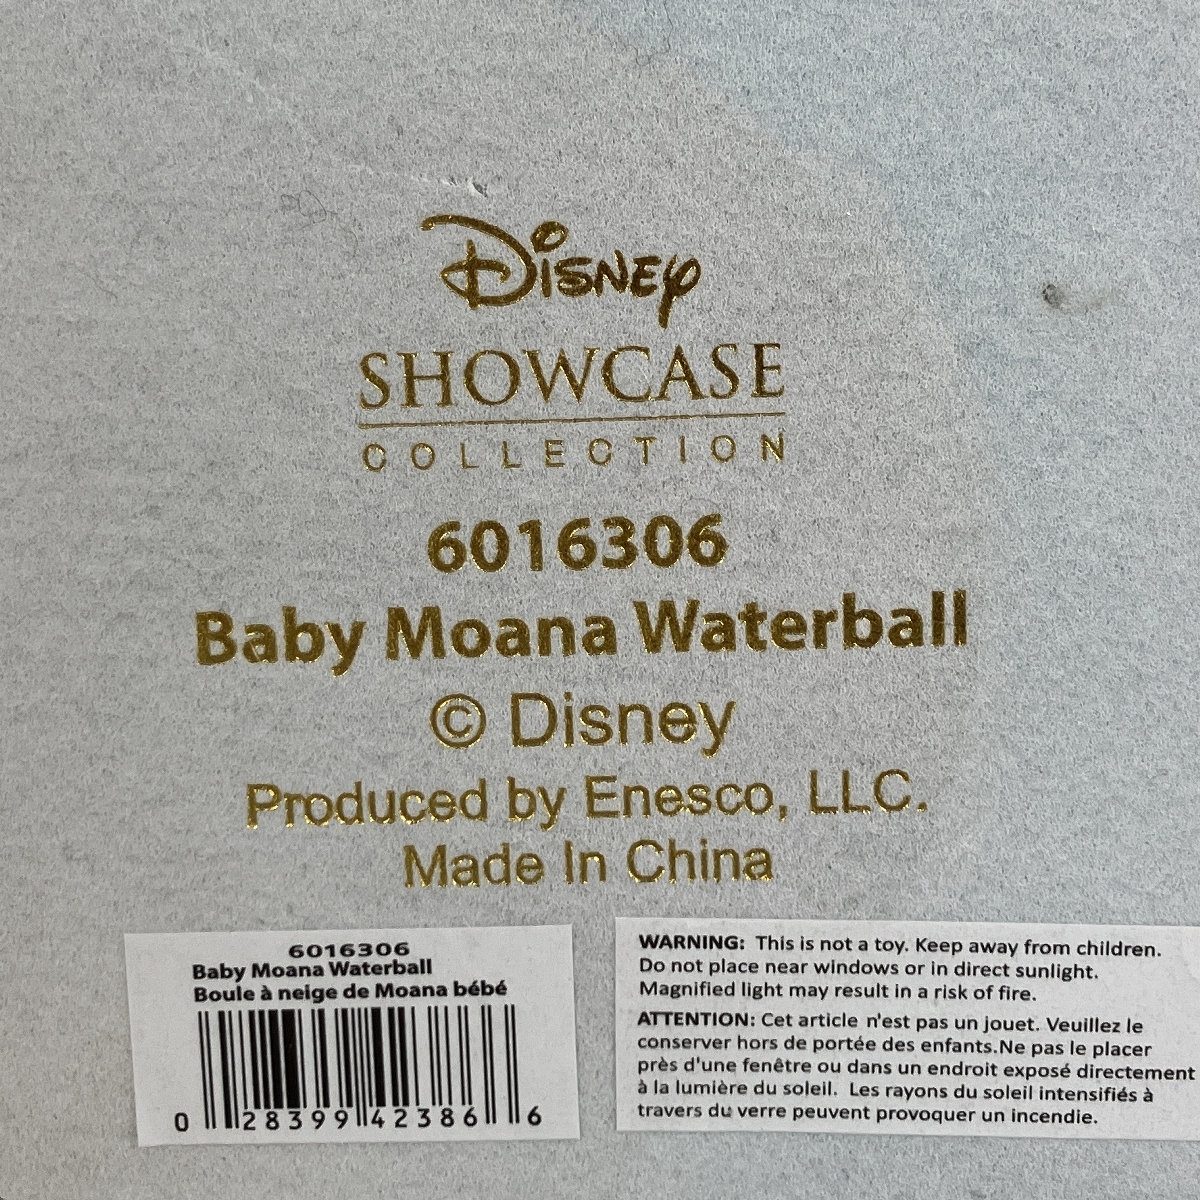 Disney
SHOWCASE
COLLECTION
6016306
Baby Moana Waterball
© Disney
Produced by Enesco, LLC.
Made In China
6016306
Baby Moana Waterball
Boule à neige de Moana bébé
0 28399 42386 6
WARNING: This is not a toy. Keep away from children.
Do not place near windows or in direct sunlight.
Magnified light may result in a risk of fire.
ATTENTION: Cet article n'est pas un jouet. Veuillez le
conserver hors de portée des enfants.Ne pas le placer
près d'une fenêtre ou dans un endroit exposé directement
à la lumière du soleil. Les rayons du soleil intensifiés à
travers du verre peuvent provoquer un incendie.